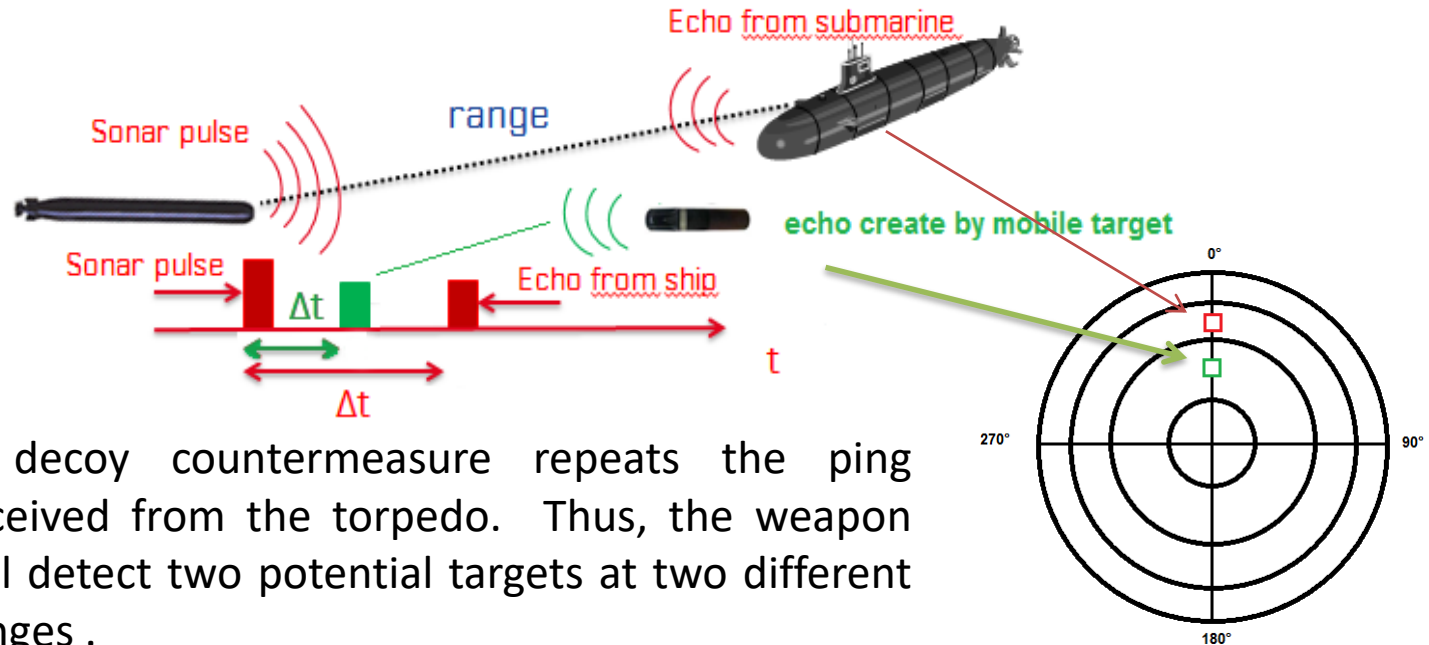 Echo from submarine
range
Sonar pulse
echo create by mobile target
Sonar pulse
Echo from ship
Δt
t
Δt
0°
270°
90°
180°
decoy countermeasure repeats the ping
ceived from the torpedo. Thus, the weapon
l detect two potential targets at two different
nges .